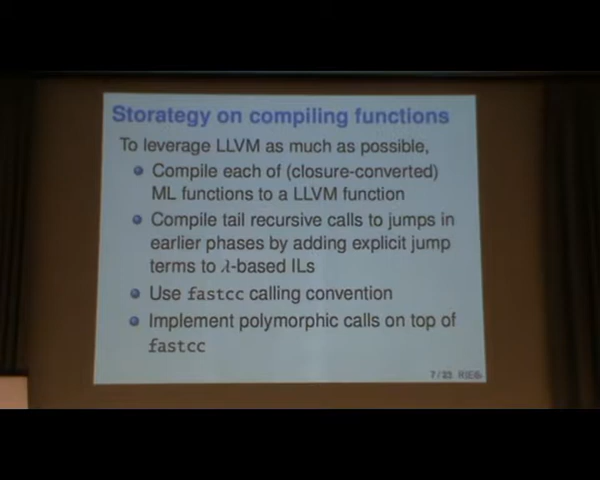 Storategy on compiling functions
To leverage LLVM as much as possible,
Compile each of (closure-converted)
ML functions to a LLVM function
Compile tail recursive calls to jumps in
earlier phases by adding explicit jump
terms to λ-based ILs
Use fastcc calling convention
Implement polymorphic calls on top of
fastcc
7/23